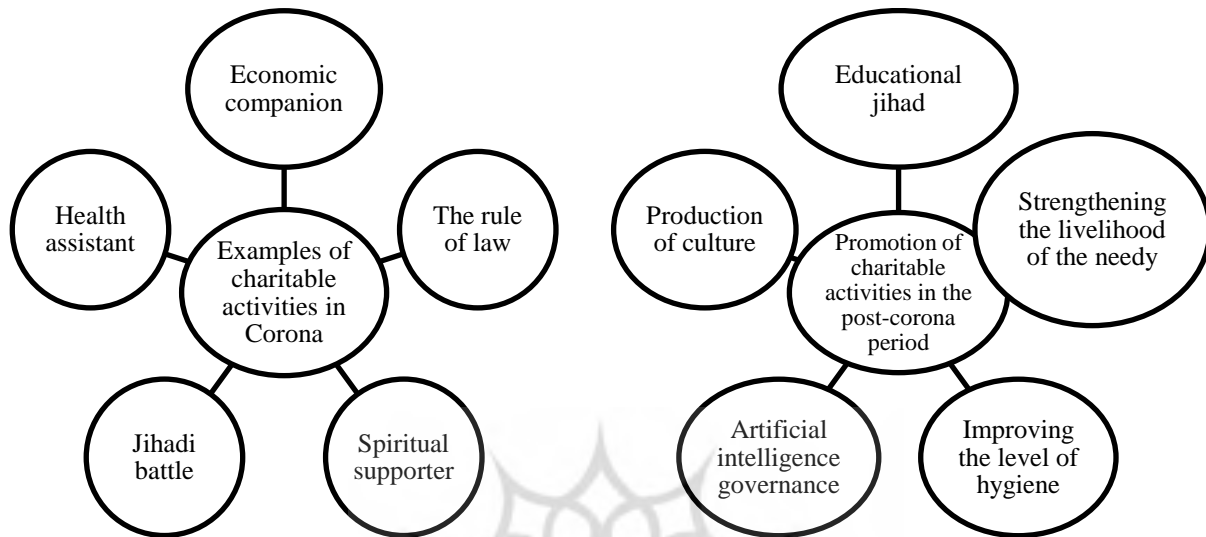 Economic
companion
The rule
of law
Spiritual
supporter
Jihadi
battle
Health
assistant
Examples of
charitable
activities in
Corona
Educational
jihad
Strengthening
the livelihood
of the needy
Improving
the level of
hygiene
Artificial
intelligence
governance
Production
of culture
Promotion of
charitable
activities in the
post-corona
period